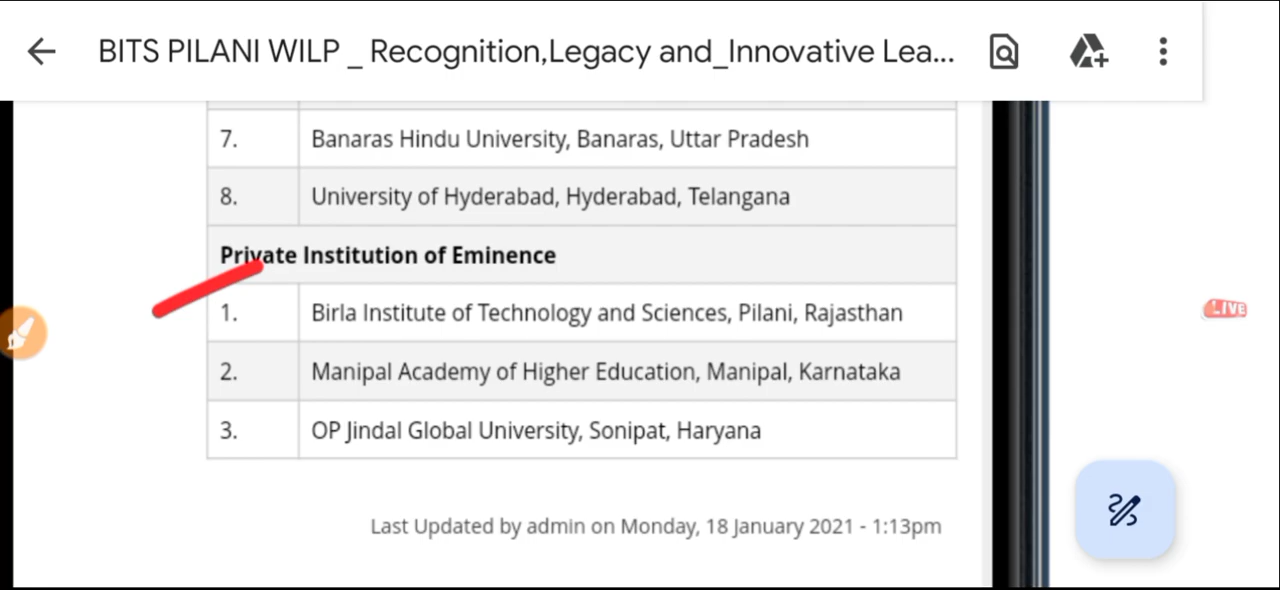 BITS PILANI WILP _ Recognition,Legacy and_Innovative Lea...
7. Banaras Hindu University, Banaras, Uttar Pradesh
8. University of Hyderabad, Hyderabad, Telangana
Private Institution of Eminence
1. Birla Institute of Technology and Sciences, Pilani, Rajasthan
2. Manipal Academy of Higher Education, Manipal, Karnataka
3. OP Jindal Global University, Sonipat, Haryana
LIVE
Last Updated by admin on Monday, 18 January 2021 - 1:13pm